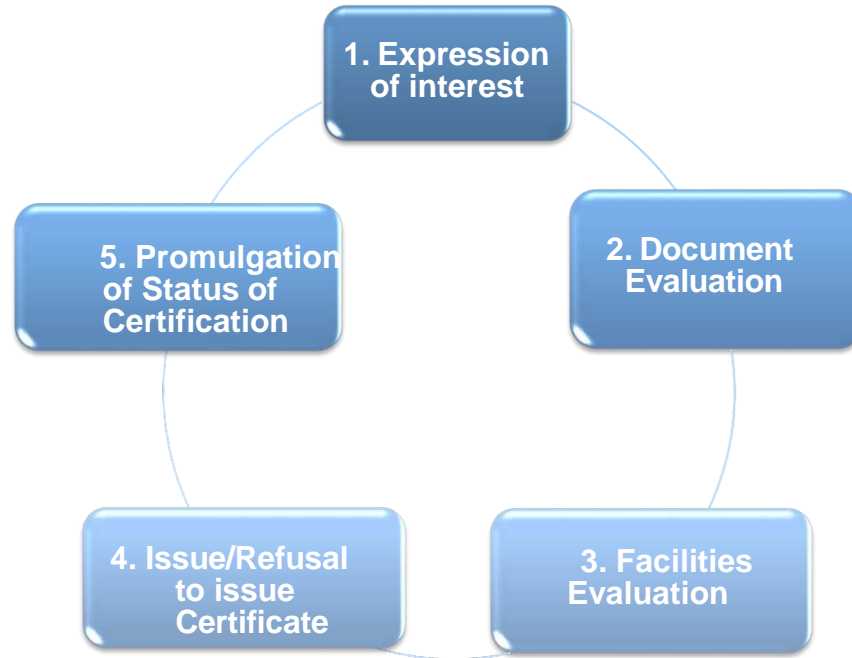 1. Expression
of interest
2. Document
Evaluation
3. Facilities
Evaluation
4. Issue/Refusal
to issue
Certificate
5. Promulgation
of Status of
Certification